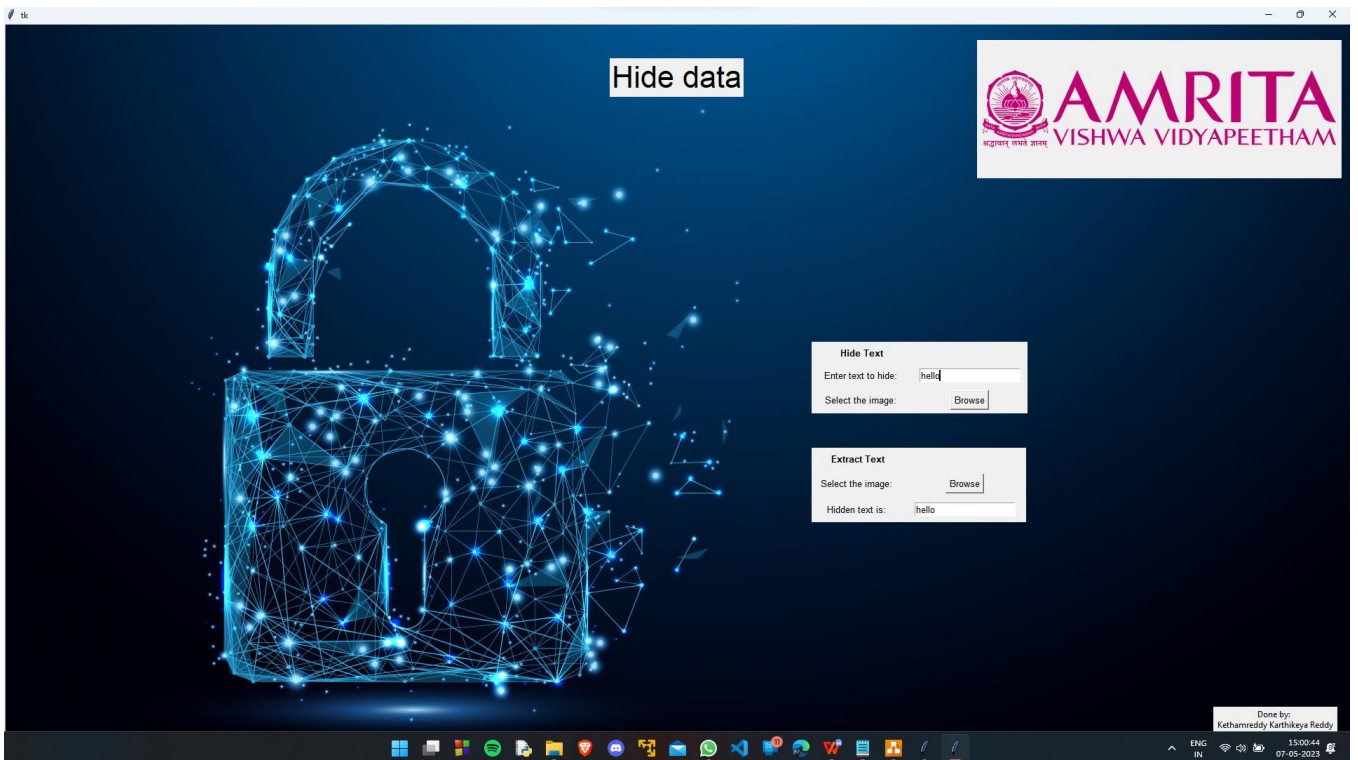 tk
Hide data
AMRITA
VISHWA VIDYAPEETHAM
श्रद्धावान् लभते ज्ञानम्
Hide Text
Enter text to hide: hello
Select the image: Browse
Extract Text
Select the image: Browse
Hidden text is: hello
Done by:
Kethamreddy Karthikeya Reddy
11
ENG
IN
15:00:44
07-05-2023